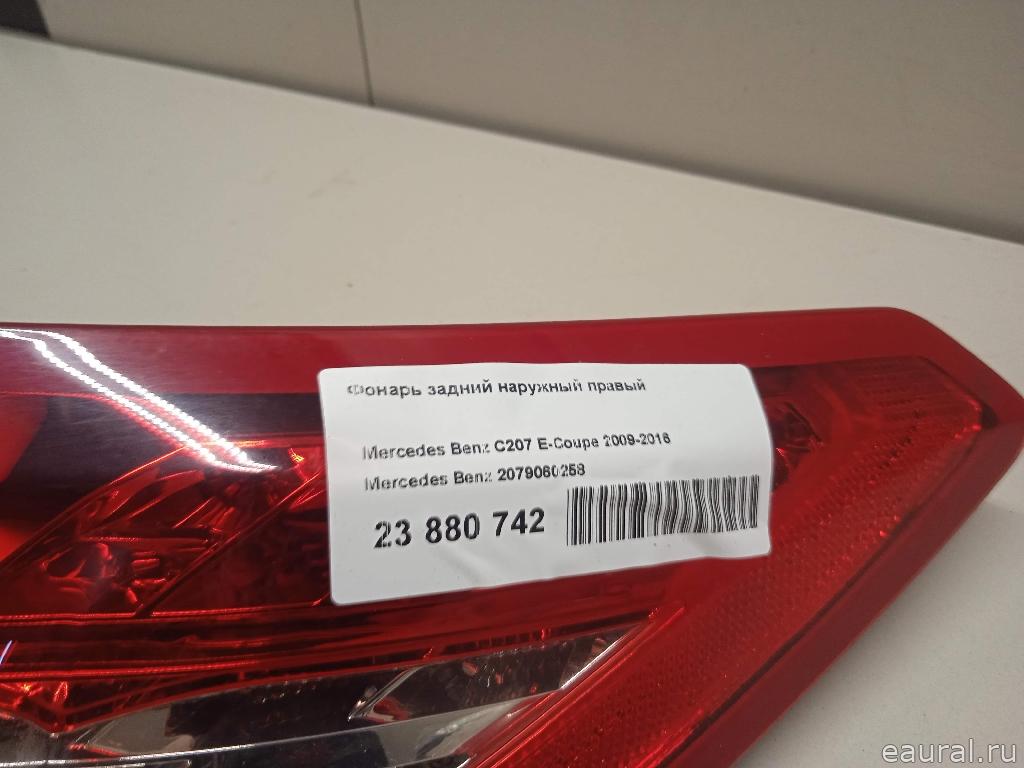 Фонарь задний наружный правый
Mercedes Benz C207 E-Coupe 2009-2016
Mercedes Benz 2079060258
23 880 742
eaural.ru